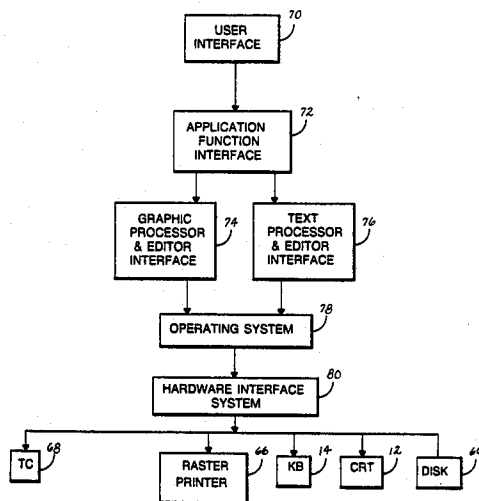 70
USER
INTERFACE
72
APPLICATION
FUNCTION
INTERFACE
74
GRAPHIC
PROCESSOR
& EDITOR
INTERFACE
76
TEXT
PROCESSOR
& EDITOR
INTERFACE
78
OPERATING SYSTEM
80
HARDWARE INTERFACE
SYSTEM
68
TC
66
RASTER
PRINTER
14
KB
12
CRT
DISK